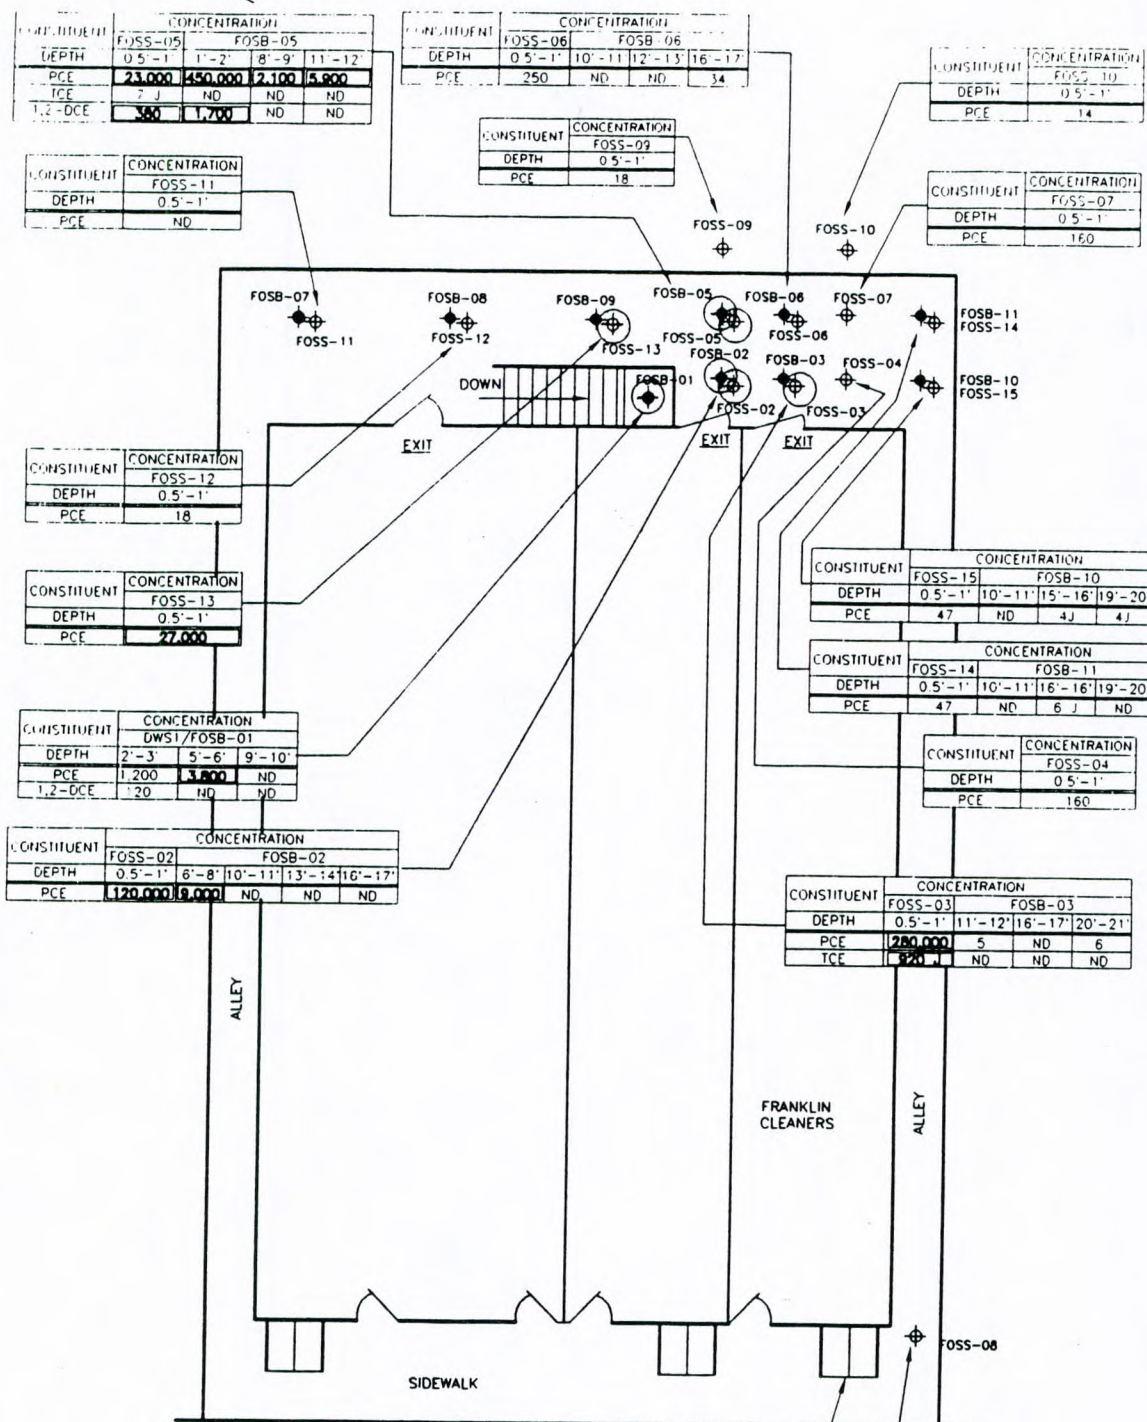 CONSTITUENT CONCENTRATION
FOSS-05 FOSB-05
DEPTH 0.5'-1' 1'-2' 8'-9' 11'-12'
PCE 23,000 450,000 2,100 5,900
TCE 7 J ND ND ND
1,2-DCE 380 1,700 ND ND
CONSTITUENT CONCENTRATION
FOSS-06 FOSB-06
DEPTH 0.5'-1' 10'-11' 12'-13' 16'-17'
PCE 250 ND ND 34
CONSTITUENT CONCENTRATION
FOSS-10
DEPTH 0.5'-1'
PCE 14
CONSTITUENT CONCENTRATION
FOSS-09
DEPTH 0.5'-1'
PCE 18
CONSTITUENT CONCENTRATION
FOSS-11
DEPTH 0.5'-1'
PCE ND
CONSTITUENT CONCENTRATION
FOSS-07
DEPTH 0.5'-1'
PCE 160
FOSS-09
FOSS-10
FOSB-07
FOSS-11
FOSB-08
FOSS-12
FOSB-09
FOSS-13
FOSB-05
FOSS-05
FOSB-06
FOSS-06
FOSS-07
FOSB-11
FOSS-14
FOSB-02
FOSS-02
FOSB-03
FOSS-03
FOSS-04
FOSB-10
FOSS-15
DOWN
FOSB-01
EXIT
EXIT
EXIT
CONSTITUENT CONCENTRATION
FOSS-12
DEPTH 0.5'-1'
PCE 18
CONSTITUENT CONCENTRATION
FOSS-13
DEPTH 0.5'-1'
PCE 27,000
CONSTITUENT CONCENTRATION
FOSS-15 FOSB-10
DEPTH 0.5'-1' 10'-11' 15'-16' 19'-20'
PCE 47 ND 4J 4J
CONSTITUENT CONCENTRATION
FOSS-14 FOSB-11
DEPTH 0.5'-1' 10'-11' 16'-16' 19'-20'
PCE 47 ND 6 J ND
CONSTITUENT CONCENTRATION
DWS1/FOSB-01
DEPTH 2'-3' 5'-6' 9'-10'
PCE 1,200 3,800 ND
1,2-DCE 120 ND ND
CONSTITUENT CONCENTRATION
FOSS-04
DEPTH 0.5'-1'
PCE 160
CONSTITUENT CONCENTRATION
FOSS-02 FOSB-02
DEPTH 0.5'-1' 6'-8' 10'-11' 13'-14' 16'-17'
PCE 120,000 9,000 ND ND ND
CONSTITUENT CONCENTRATION
FOSS-03 FOSB-03
DEPTH 0.5'-1' 11'-12' 16'-17' 20'-21'
PCE 280,000 5 ND 6
TCE 920 J ND ND ND
ALLEY
FRANKLIN
CLEANERS
ALLEY
FOSS-08
SIDEWALK